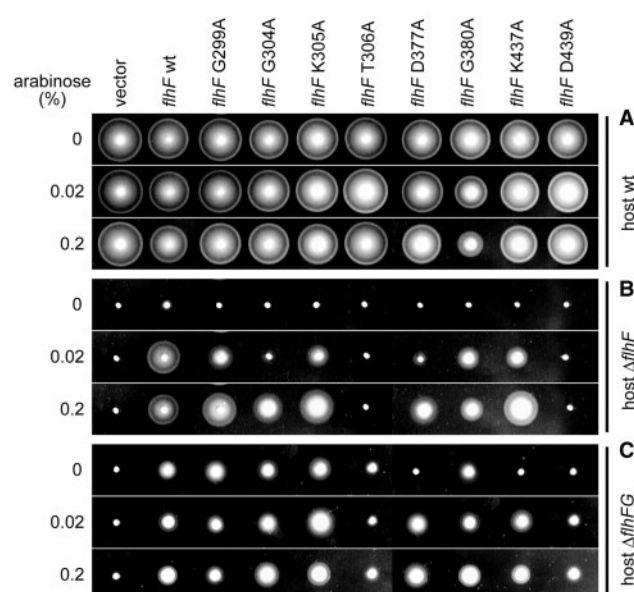 arabinose
(%)
vector
flhF wt
flhF G299A
flhF G304A
flhF K305A
flhF T306A
flhF D377A
flhF G380A
flhF K437A
flhF D439A
0
0.02
0.2
A
host wt
0
0.02
0.2
B
host ΔflhF
0
0.02
0.2
C
host ΔflhFG